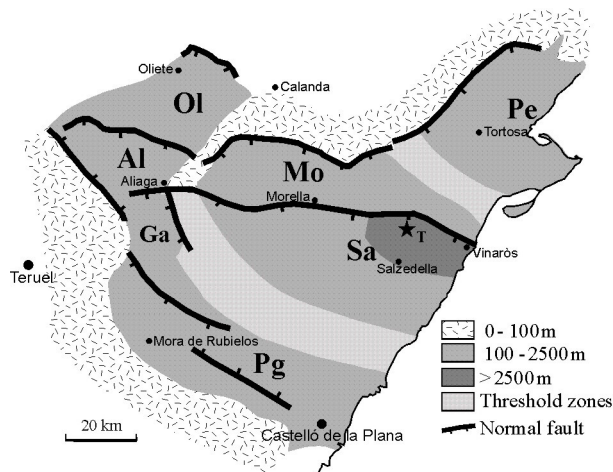 Oliete
Calanda
Ol
Pe
Tortosa
Al
Mo
Aliaga
Morella
Ga
T
Sa
Vinaròs
Teruel
Salzedella
0 - 100m
100 - 2500m
Mora de Rubielos
Pg
>2500m
Threshold zones
20 km
Castelló de la Plana
Normal fault